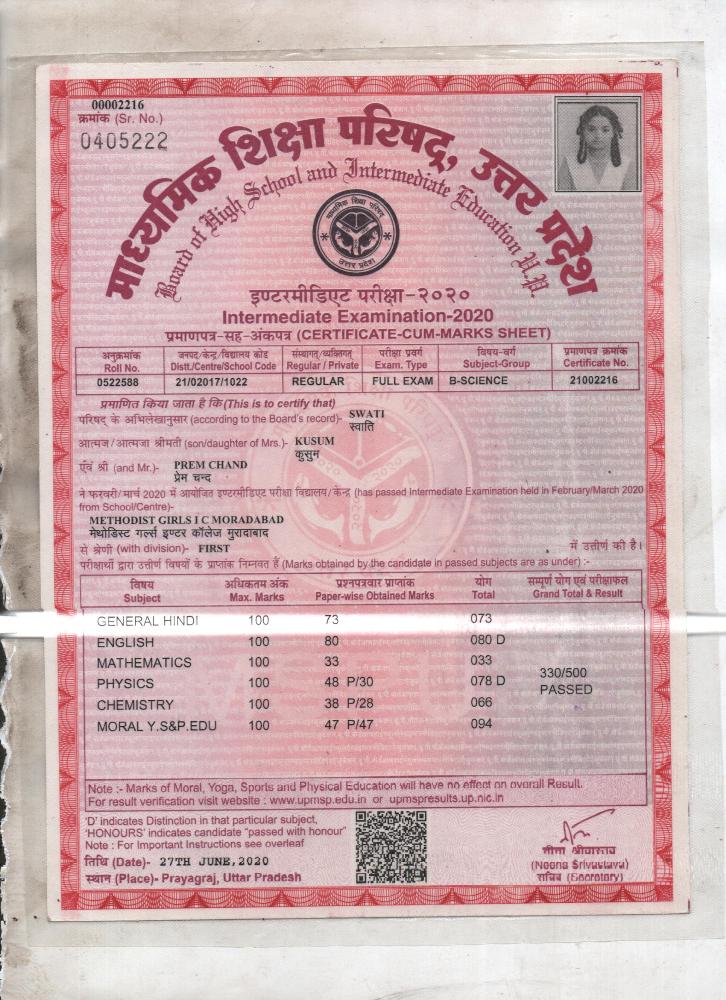 00002216
क्रमांक (Sr. No.)
0405222
माध्यमिक शिक्षा परिषद्, उत्तर प्रदेश
Board of High School and Intermediate Education U.P.
माध्यमिक शिक्षा परिषद
उत्तर प्रदेश
इण्टरमीडिएट परीक्षा-२०२०
Intermediate Examination-2020
प्रमाणपत्र-सह-अंकपत्र (CERTIFICATE-CUM-MARKS SHEET)
अनुक्रमांक जनपद/केन्द्र/विद्यालय कोड संस्थागत/व्यक्तिगत परीक्षा प्रवर्ग विषय-वर्ग प्रमाणपत्र क्रमांक
Roll No. Distt./Centre/School Code Regular / Private Exam. Type Subject-Group Certificate No.
0522588 21/02017/1022 REGULAR FULL EXAM B-SCIENCE 21002216
प्रमाणित किया जाता है कि (This is to certify that)
परिषद् के अभिलेखानुसार (according to the Board's record)- SWATI
स्वाति
आत्मज/आत्मजा श्रीमती (son/daughter of Mrs.)- KUSUM
कुसुम
एवं श्री (and Mr.)- PREM CHAND
प्रेम चन्द
ने फरवरी/मार्च 2020 में आयोजित इण्टरमीडिएट परीक्षा विद्यालय/केन्द्र (has passed Intermediate Examination held in February/March 2020
from School/Centre)-
METHODIST GIRLS I C MORADABAD
मेथोडिस्ट गर्ल्स इण्टर कॉलेज मुरादाबाद
से श्रेणी (with division)- FIRST में उत्तीर्ण की है।
परीक्षार्थी द्वारा उत्तीर्ण विषयों के प्राप्तांक निम्नवत हैं (Marks obtained by the candidate in passed subjects are as under) :-
विषय अधिकतम अंक प्रश्नपत्रवार प्राप्तांक योग सम्पूर्ण योग एवं परीक्षाफल
Subject Max. Marks Paper-wise Obtained Marks Total Grand Total & Result
GENERAL HINDI 100 73 073
ENGLISH 100 80 080 D
MATHEMATICS 100 33 033
PHYSICS 100 48 P/30 078 D 330/500
PASSED
CHEMISTRY 100 38 P/28 066
MORAL Y.S&P.EDU 100 47 P/47 094
Note :- Marks of Moral, Yoga, Sports and Physical Education will have no effect on overall Result.
For result verification visit website : www.upmsp.edu.in or upmspresults.up.nic.in
'D' indicates Distinction in that particular subject,
'HONOURS' indicates candidate "passed with honour"
Note : For Important Instructions see overleaf
तिथि (Date)- 27TH JUNE,2020
स्थान (Place)- Prayagraj, Uttar Pradesh
नीना श्रीवास्तव
(Neena Srivastava)
सचिव (Secretary)